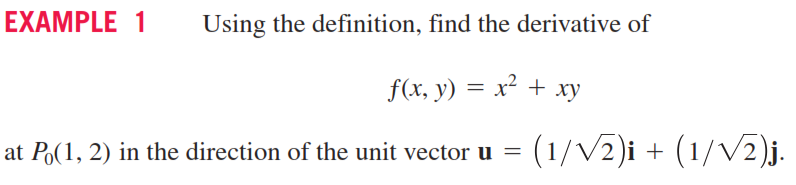 EXAMPLE 1 Using the definition, find the derivative of
f(x, y) = x² + xy
at P₀(1, 2) in the direction of the unit vector u = (1/√2)i + (1/√2)j.